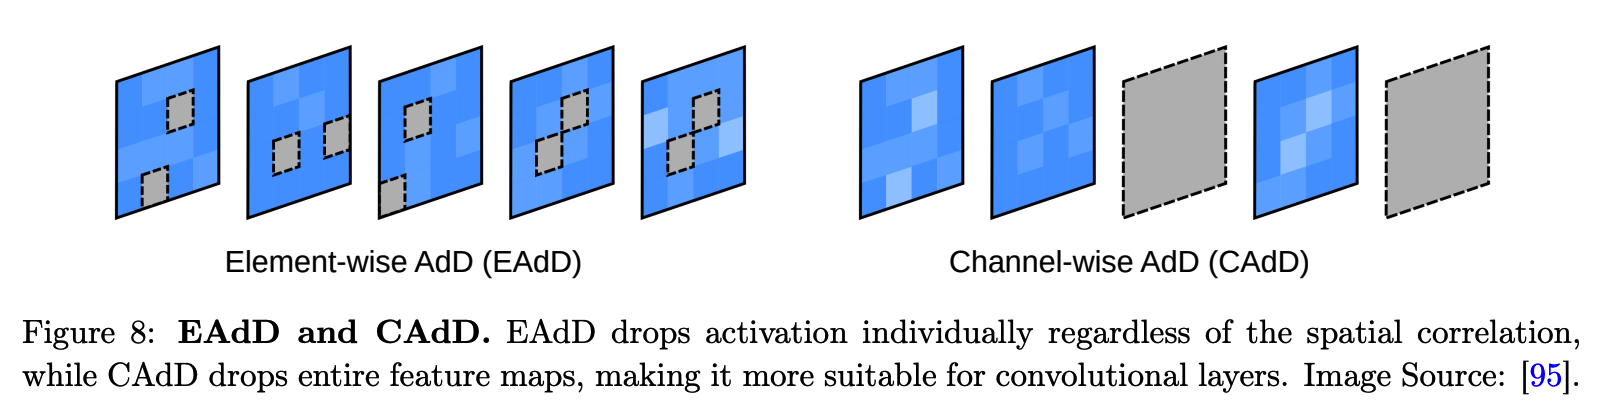 Element-wise AdD (EAdD)
Channel-wise AdD (CAdD)
Figure 8: EAdD and CAdD. EAdD drops activation individually regardless of the spatial correlation,
while CAdD drops entire feature maps, making it more suitable for convolutional layers. Image Source: [95].